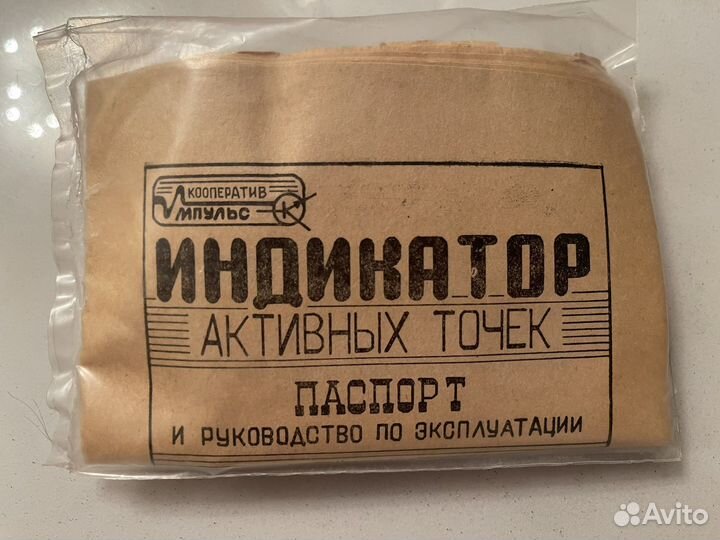 КООПЕРАТИВ
ИМПУЛЬС
К
ИНДИКАТОР
АКТИВНЫХ ТОЧЕК
ПАСПОРТ
И РУКОВОДСТВО ПО ЭКСПЛУАТАЦИИ
Avito